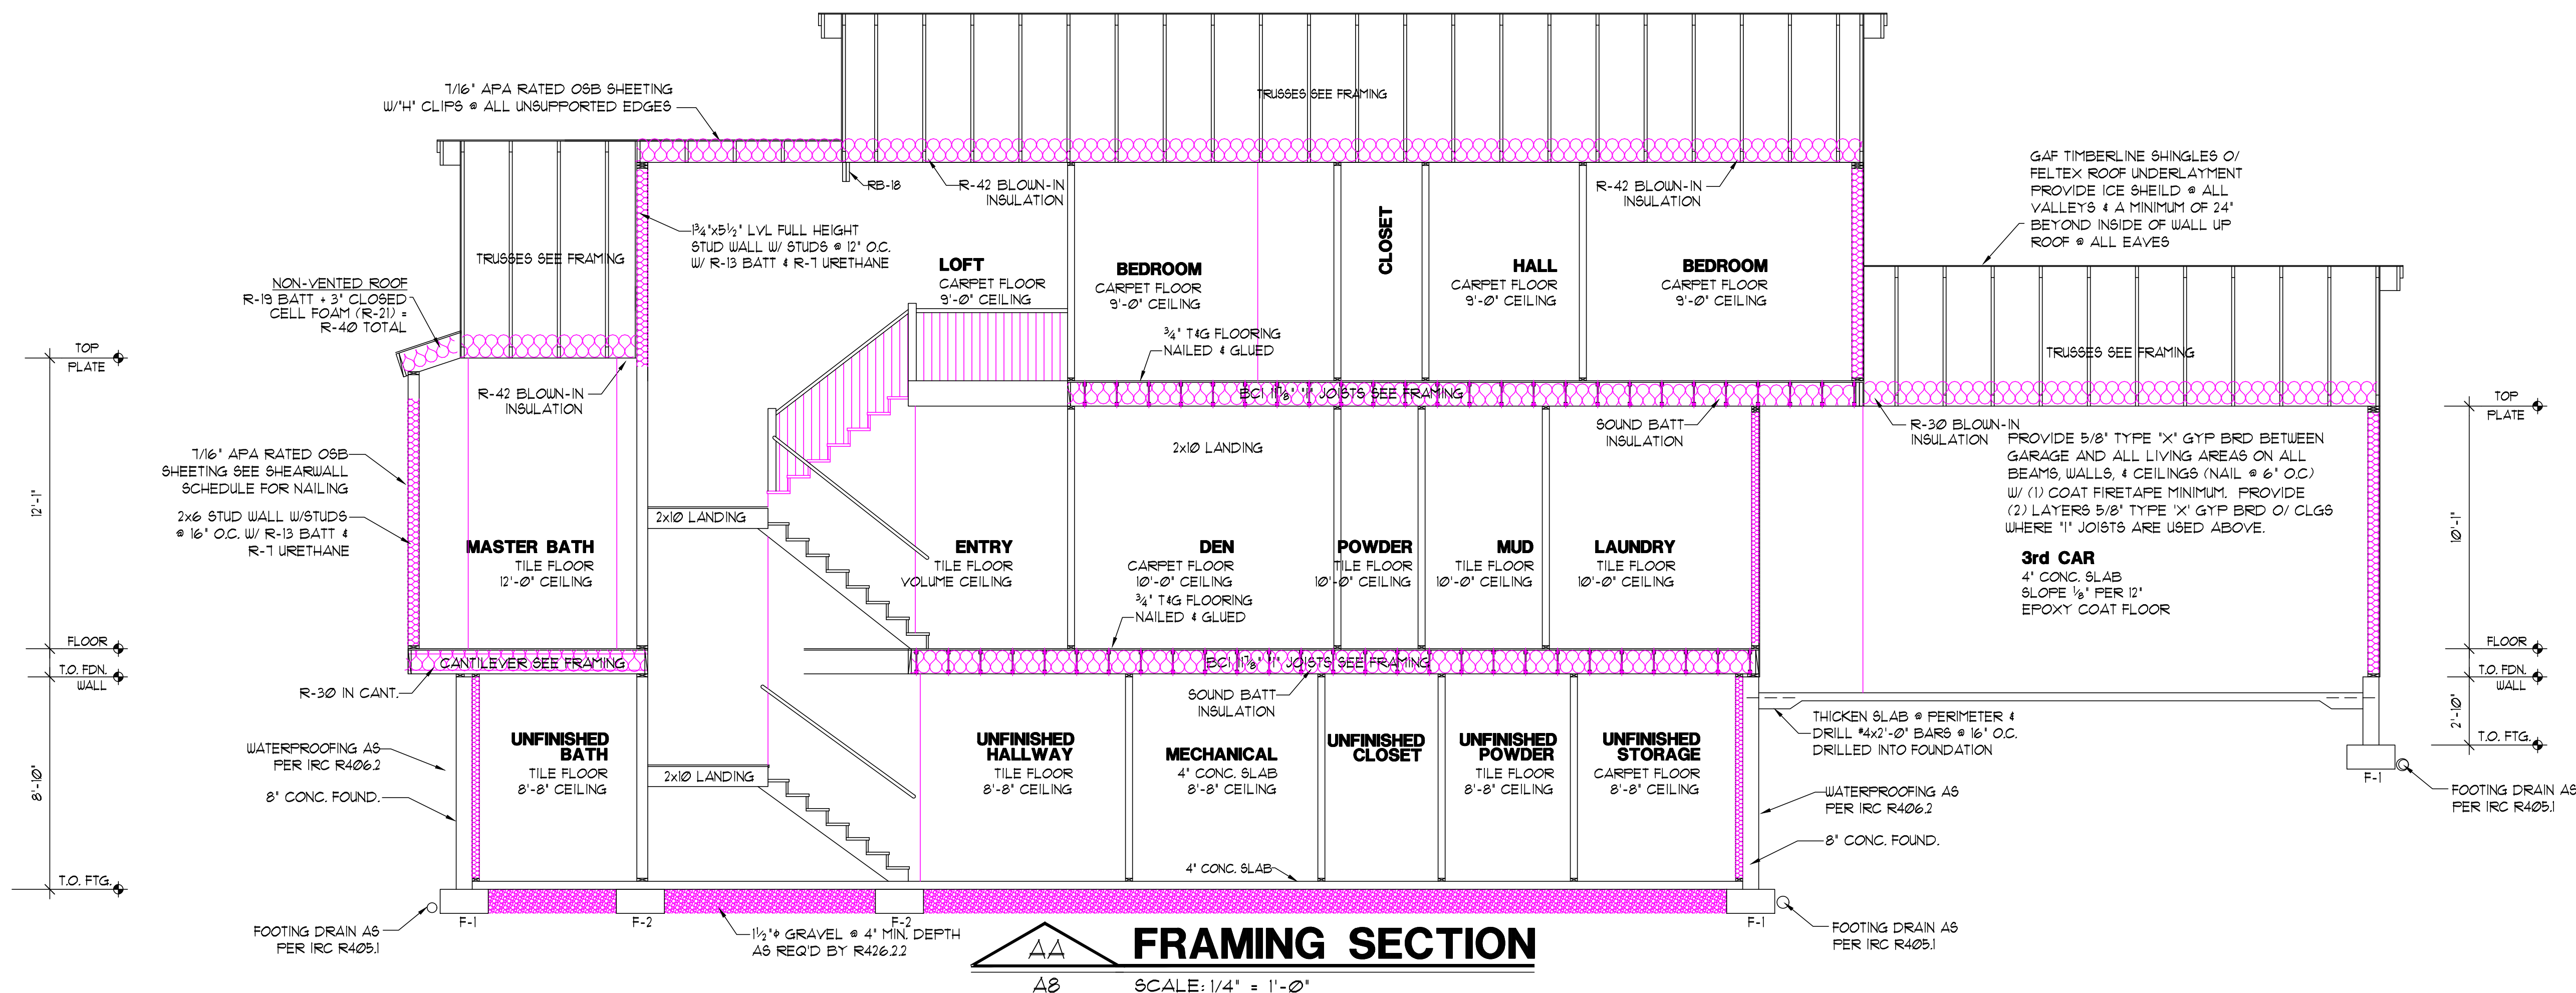 7/16" APA RATED OSB SHEETING
W/"H" CLIPS @ ALL UNSUPPORTED EDGES
TRUSSES SEE FRAMING
GAF TIMBERLINE SHINGLES O/
FELTEX ROOF UNDERLAYMENT
PROVIDE ICE SHEILD @ ALL
VALLEYS & A MINIMUM OF 24"
BEYOND INSIDE OF WALL UP
ROOF @ ALL EAVES
RB-18
R-42 BLOWN-IN
INSULATION
R-42 BLOWN-IN
INSULATION
1¾"x5½" LVL FULL HEIGHT
STUD WALL W/ STUDS @ 12" O.C.
W/ R-13 BATT & R-7 URETHANE
TRUSSES SEE FRAMING
NON-VENTED ROOF
R-19 BATT + 3" CLOSED
CELL FOAM (R-21) =
R-40 TOTAL
LOFT
CARPET FLOOR
9'-0" CEILING
BEDROOM
CARPET FLOOR
9'-0" CEILING
CLOSET
HALL
CARPET FLOOR
9'-0" CEILING
BEDROOM
CARPET FLOOR
9'-0" CEILING
¾" T&G FLOORING
NAILED & GLUED
TRUSSES SEE FRAMING
TOP
PLATE
R-42 BLOWN-IN
INSULATION
BCI 11⅞" "I" JOISTS SEE FRAMING
SOUND BATT
INSULATION
R-30 BLOWN-IN
INSULATION
TOP
PLATE
2x10 LANDING
PROVIDE 5/8" TYPE "X" GYP BRD BETWEEN
GARAGE AND ALL LIVING AREAS ON ALL
BEAMS, WALLS, & CEILINGS (NAIL @ 6" O.C)
W/ (1) COAT FIRETAPE MINIMUM. PROVIDE
(2) LAYERS 5/8" TYPE 'X' GYP BRD O/ CLGS
WHERE "I" JOISTS ARE USED ABOVE.
7/16" APA RATED OSB
SHEETING SEE SHEARWALL
SCHEDULE FOR NAILING
2x6 STUD WALL W/STUDS
@ 16" O.C. W/ R-13 BATT &
R-7 URETHANE
12'-1"
2x10 LANDING
MASTER BATH
TILE FLOOR
12'-0" CEILING
ENTRY
TILE FLOOR
VOLUME CEILING
DEN
CARPET FLOOR
10'-0" CEILING
¾" T&G FLOORING
NAILED & GLUED
POWDER
TILE FLOOR
10'-0" CEILING
MUD
TILE FLOOR
10'-0" CEILING
LAUNDRY
TILE FLOOR
10'-0" CEILING
3rd CAR
4" CONC. SLAB
SLOPE ⅛" PER 12"
EPOXY COAT FLOOR
10'-1"
FLOOR
T.O. FDN.
WALL
CANTILEVER SEE FRAMING
R-30 IN CANT.
BCI 11⅞" "I" JOISTS SEE FRAMING
SOUND BATT
INSULATION
FLOOR
T.O. FDN.
WALL
2'-10"
T.O. FTG.
WATERPROOFING AS
PER IRC R406.2
8" CONC. FOUND.
8'-10"
UNFINISHED
BATH
TILE FLOOR
8'-8" CEILING
2x10 LANDING
UNFINISHED
HALLWAY
TILE FLOOR
8'-8" CEILING
MECHANICAL
4" CONC. SLAB
8'-8" CEILING
UNFINISHED
CLOSET
UNFINISHED
POWDER
TILE FLOOR
8'-8" CEILING
UNFINISHED
STORAGE
CARPET FLOOR
8'-8" CEILING
THICKEN SLAB @ PERIMETER &
DRILL #4x2'-0" BARS @ 16" O.C.
DRILLED INTO FOUNDATION
WATERPROOFING AS
PER IRC R406.2
8" CONC. FOUND.
F-1
FOOTING DRAIN AS
PER IRC R405.1
4" CONC. SLAB
T.O. FTG.
F-1
F-2
F-2
F-1
FOOTING DRAIN AS
PER IRC R405.1
1½"ø GRAVEL @ 4" MIN. DEPTH
AS REQ'D BY R426.2.2
FOOTING DRAIN AS
PER IRC R405.1
AA
FRAMING SECTION
A8
SCALE: 1/4" = 1'-0"